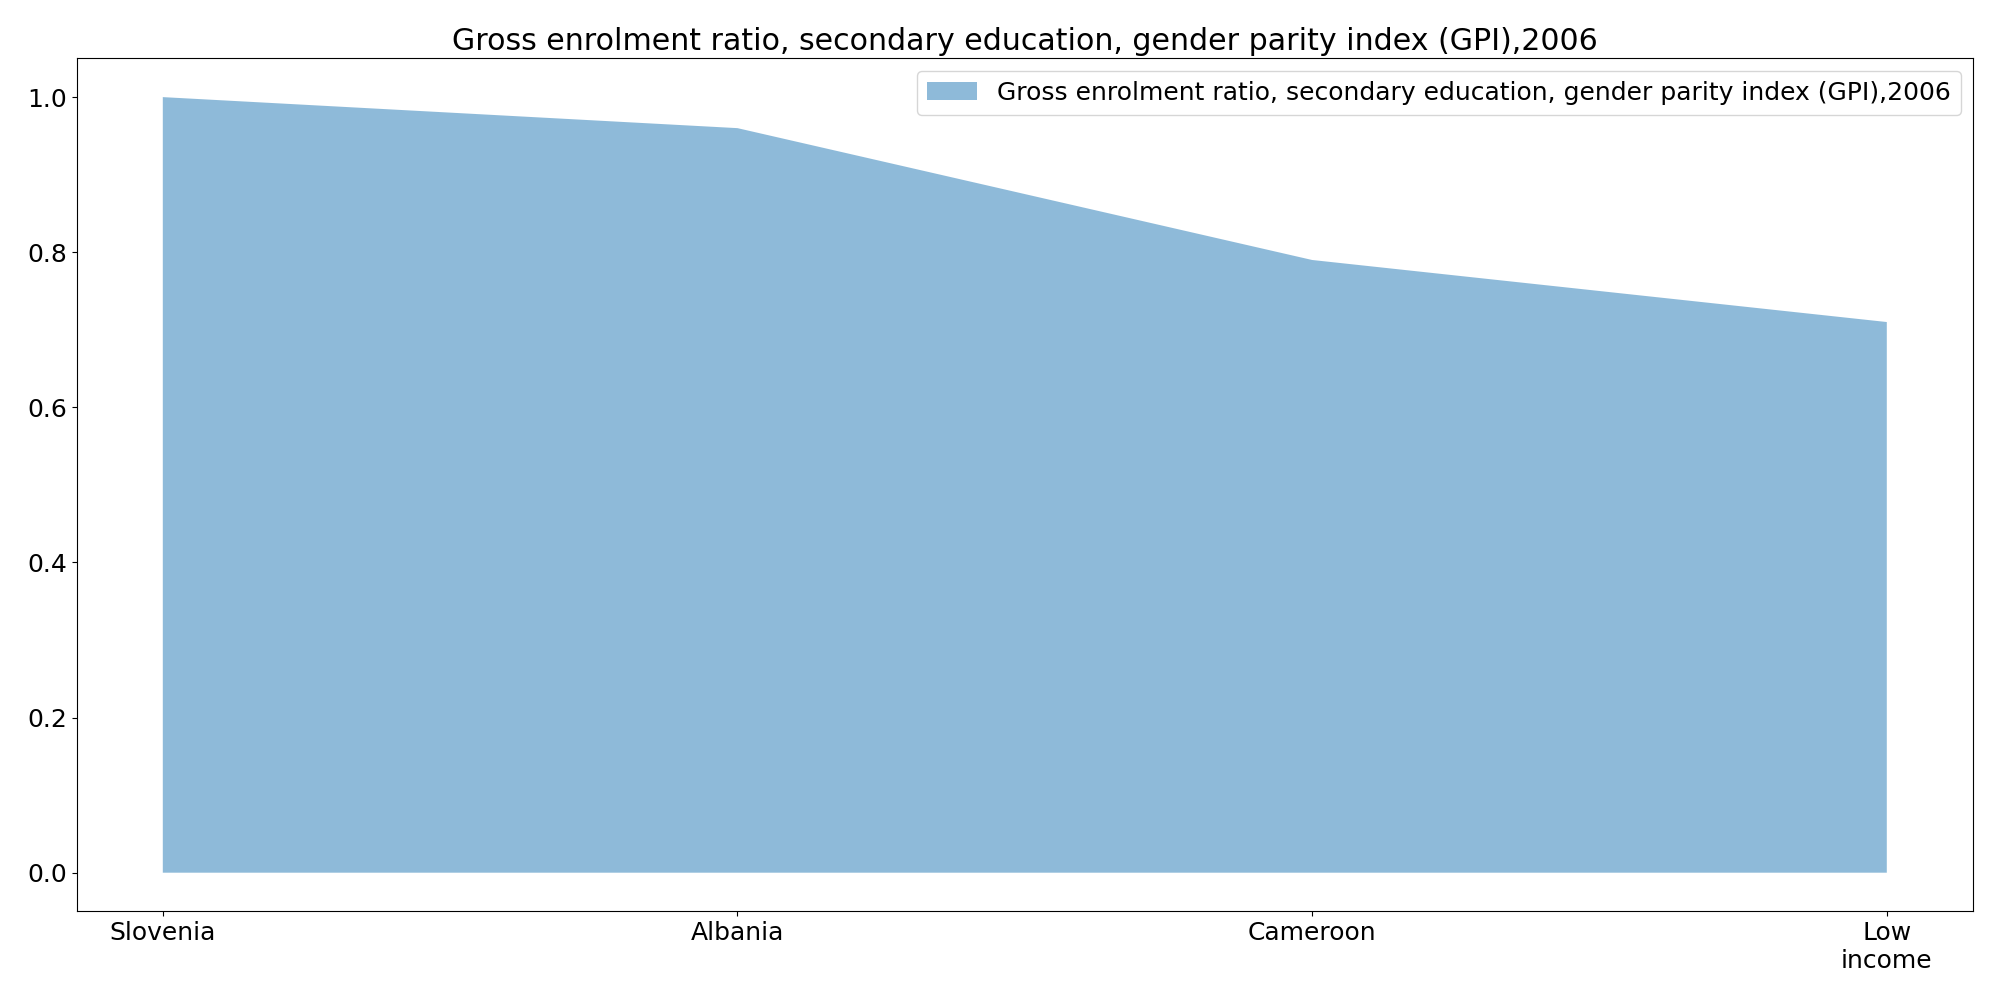 Gross enrolment ratio, secondary education, gender parity index (GPI),2006
Gross enrolment ratio, secondary education, gender parity index (GPI),2006
1.0
0.8
0.6
0.4
0.2
0.0
Slovenia
Albania
Cameroon
Low
income